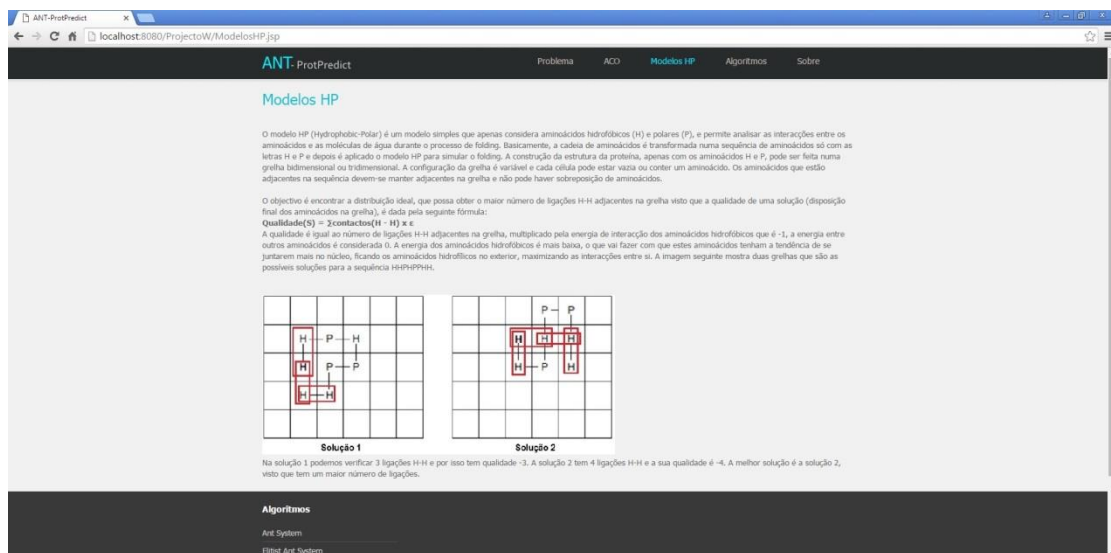 ANT-ProtPredict
localhost:8080/ProjectoW/ModelosHP.jsp
ANT- ProtPredict
Problema ACO Modelos HP Algoritmos Sobre
Modelos HP
O modelo HP (Hydrophobic-Polar) é um modelo simples que apenas considera aminoácidos hidrofóbicos (H) e polares (P), e permite analisar as interacções entre os
aminoácidos e as moléculas de água durante o processo de folding. Basicamente, a cadeia de aminoácidos é transformada numa sequência de aminoácidos só com as
letras H e P e depois é aplicado o modelo HP para simular o folding. A construção da estrutura da proteína, apenas com os aminoácidos H e P, pode ser feita numa
grelha bidimensional ou tridimensional. A configuração da grelha é variável e cada célula pode estar vazia ou conter um aminoácido. Os aminoácidos que estão
adjacentes na sequência devem-se manter adjacentes na grelha e não pode haver sobreposição de aminoácidos.
O objectivo é encontrar a distribuição ideal, que possa obter o maior número de ligações H-H adjacentes na grelha visto que a qualidade de uma solução (disposição
final dos aminoácidos na grelha), é dada pela seguinte fórmula:
Qualidade(S) = ∑contactos(H - H) x ε
A qualidade é igual ao número de ligações H-H adjacentes na grelha, multiplicado pela energia de interacção dos aminoácidos hidrofóbicos que é -1, a energia entre
outros aminoácidos é considerada 0. A energia dos aminoácidos hidrofóbicos é mais baixa, o que vai fazer com que estes aminoácidos tenham a tendência de se
juntarem mais no núcleo, ficando os aminoácidos hidrofílicos no exterior, maximizando as interacções entre si. A imagem seguinte mostra duas grelhas que são as
possíveis soluções para a sequência HHPHPPHH.
H P H
H P P
H H
Solução 1
P P
H H H
H P H
Solução 2
Na solução 1 podemos verificar 3 ligações H-H e por isso tem qualidade -3. A solução 2 tem 4 ligações H-H e a sua qualidade é -4. A melhor solução é a solução 2,
visto que tem um maior número de ligações.
Algoritmos
Ant System
Elitist Ant System